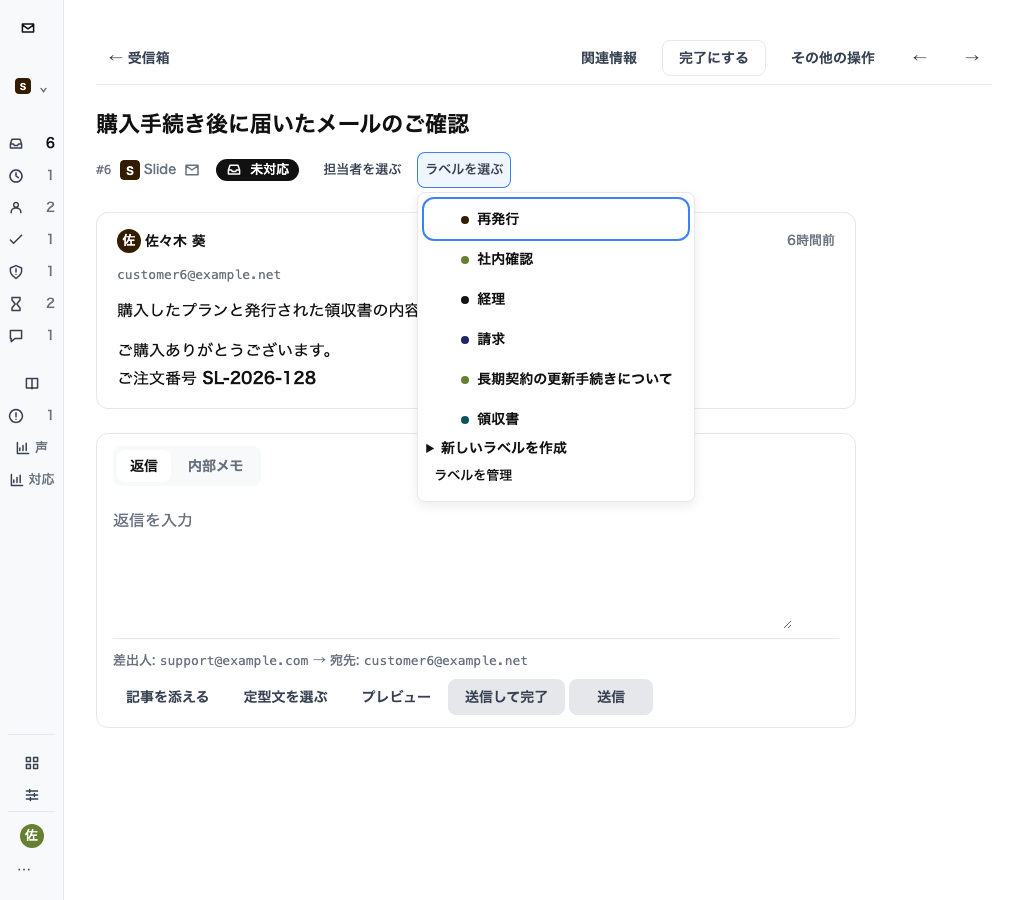 S
6
1
2
1
1
2
1
1
声
対応
佐
…
← 受信箱
関連情報
完了にする
その他の操作
←
→
購入手続き後に届いたメールのご確認
#6 S Slide 未対応 担当者を選ぶ ラベルを選ぶ
再発行
社内確認
経理
請求
長期契約の更新手続きについて
領収書
▶ 新しいラベルを作成
ラベルを管理
佐 佐々木 葵
6時間前
customer6@example.net
購入したプランと発行された領収書の内容
ご購入ありがとうございます。
ご注文番号 SL-2026-128
返信 内部メモ
返信を入力
差出人: support@example.com → 宛先: customer6@example.net
記事を添える 定型文を選ぶ プレビュー 送信して完了 送信